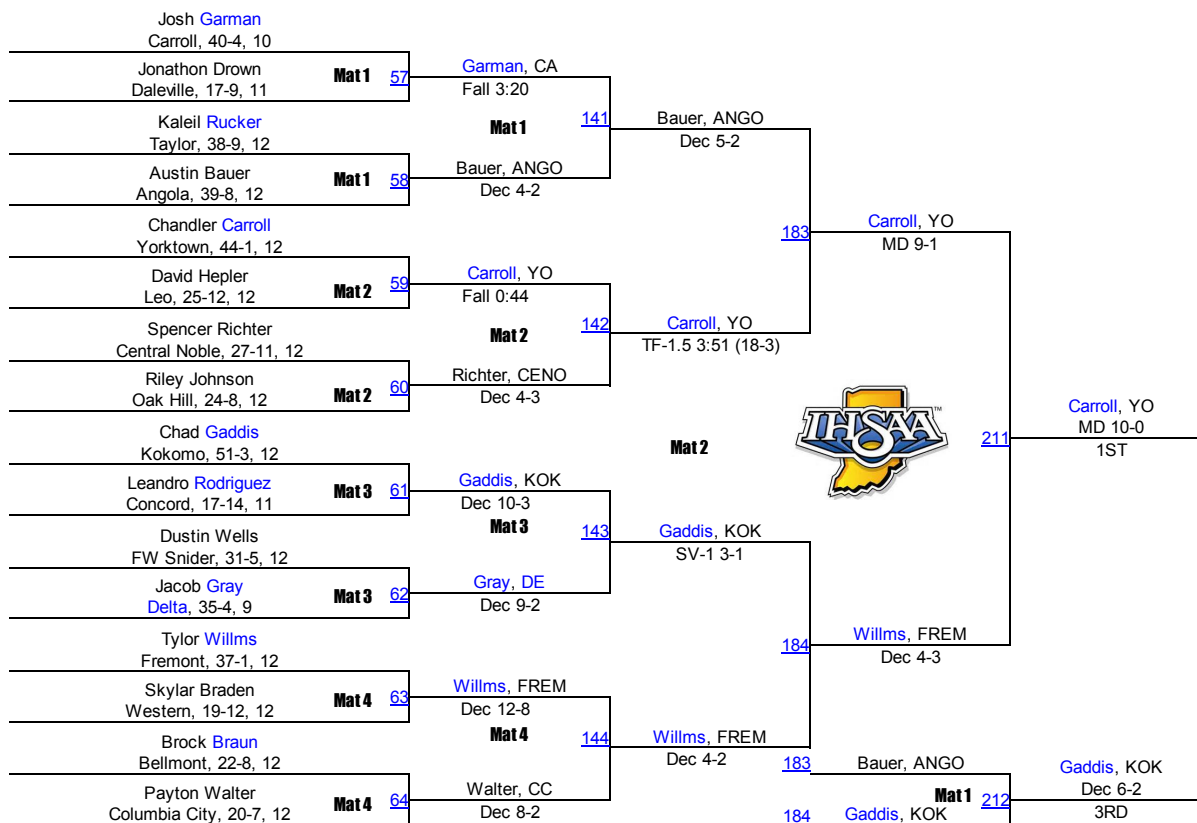 Josh Garman
Carroll, 40-4, 10
Jonathon Drown
Daleville, 17-9, 11
Mat 1 57
Kaleil Rucker
Taylor, 38-9, 12
Austin Bauer
Angola, 39-8, 12
Mat 1 58
Chandler Carroll
Yorktown, 44-1, 12
David Hepler
Leo, 25-12, 12
Mat 2 59
Spencer Richter
Central Noble, 27-11, 12
Riley Johnson
Oak Hill, 24-8, 12
Mat 2 60
Chad Gaddis
Kokomo, 51-3, 12
Leandro Rodriguez
Concord, 17-14, 11
Mat 3 61
Dustin Wells
FW Snider, 31-5, 12
Jacob Gray
Delta, 35-4, 9
Mat 3 62
Tylor Willms
Fremont, 37-1, 12
Skylar Braden
Western, 19-12, 12
Mat 4 63
Brock Braun
Bellmont, 22-8, 12
Payton Walter
Columbia City, 20-7, 12
Mat 4 64
Garman, CA
Fall 3:20
Mat 1 141
Bauer, ANGO
Dec 4-2
Carroll, YO
Fall 0:44
Mat 2 142
Richter, CENO
Dec 4-3
Gaddis, KOK
Dec 10-3
Mat 3 143
Gray, DE
Dec 9-2
Willms, FREM
Dec 12-8
Mat 4 144
Walter, CC
Dec 8-2
Bauer, ANGO
Dec 5-2
183
Carroll, YO
TF-1.5 3:51 (18-3)
Mat 2
Gaddis, KOK
SV-1 3-1
184
Willms, FREM
Dec 4-2
Carroll, YO
MD 9-1
IHSAA™
211
Willms, FREM
Dec 4-3
Carroll, YO
MD 10-0
1ST
183 Bauer, ANGO
Mat 1 212
184 Gaddis, KOK
Gaddis, KOK
Dec 6-2
3RD